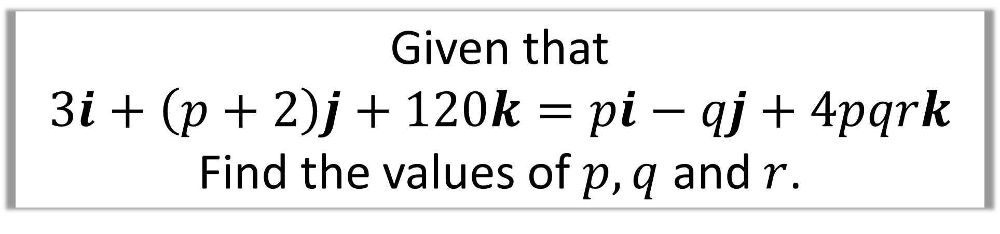 Given that
3𝒊 + (𝑝 + 2)𝒋 + 120𝒌 = 𝑝𝒊 − 𝑞𝒋 + 4𝑝𝑞𝑟𝒌
Find the values of 𝑝, 𝑞 and 𝑟.